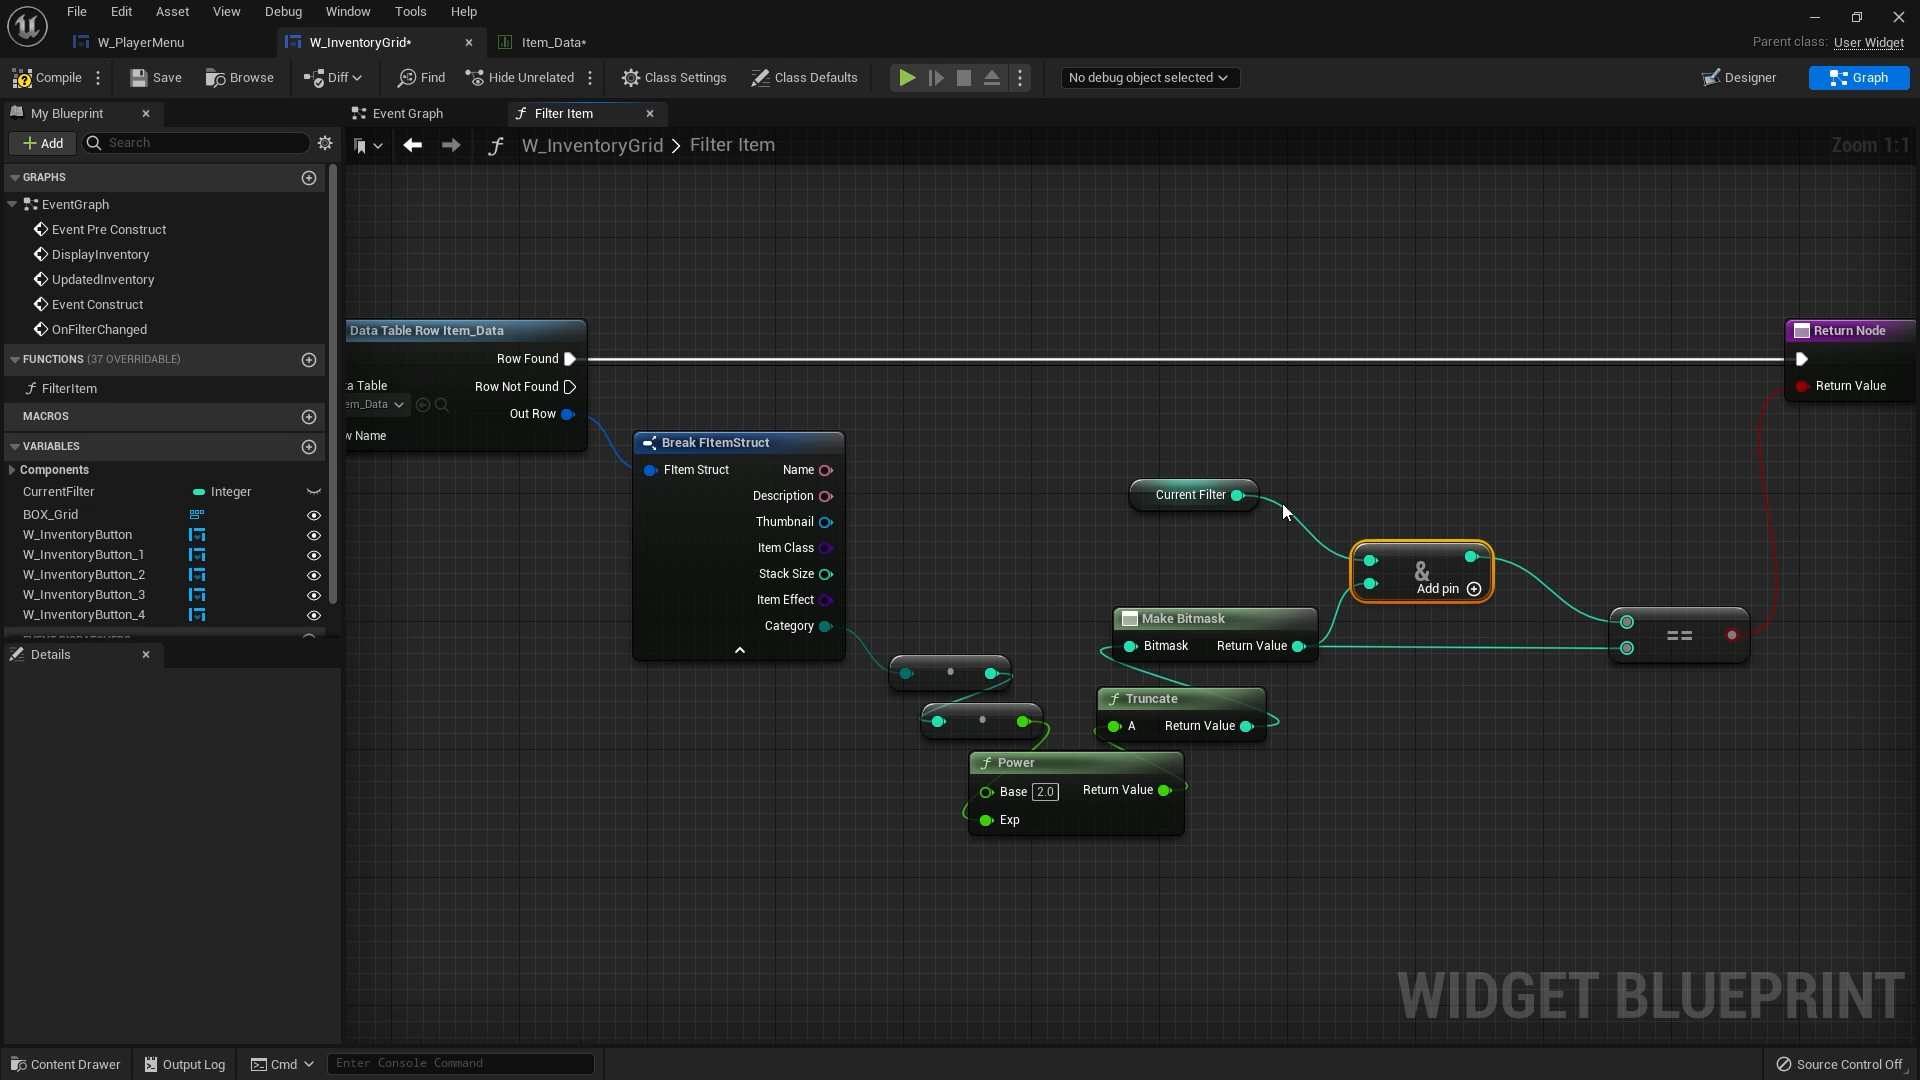 File Edit Asset View Debug Window Tools Help
W_PlayerMenu W_InventoryGrid* Item_Data* Parent class: User Widget
Compile Save Browse Diff Find Hide Unrelated Class Settings Class Defaults No debug object selected Designer Graph
My Blueprint
Add Search
GRAPHS
EventGraph
Event Pre Construct
DisplayInventory
UpdatedInventory
Event Construct
OnFilterChanged
FUNCTIONS (37 OVERRIDABLE)
FilterItem
MACROS
VARIABLES
Components
CurrentFilter Integer
BOX_Grid
W_InventoryButton
W_InventoryButton_1
W_InventoryButton_2
W_InventoryButton_3
W_InventoryButton_4
Details
Event Graph Filter Item
W_InventoryGrid > Filter Item
Zoom 1:1
Data Table Row Item_Data
Row Found
ta Table
Row Not Found
em_Data
Out Row
w Name
Break FItemStruct
FItem Struct Name
Description
Thumbnail
Item Class
Stack Size
Item Effect
Category
Current Filter
&
Add pin
Make Bitmask
Bitmask Return Value
==
Truncate
A Return Value
Power
Base 2.0 Return Value
Exp
Return Node
Return Value
WIDGET BLUEPRINT
Content Drawer Output Log Cmd Enter Console Command Source Control Off